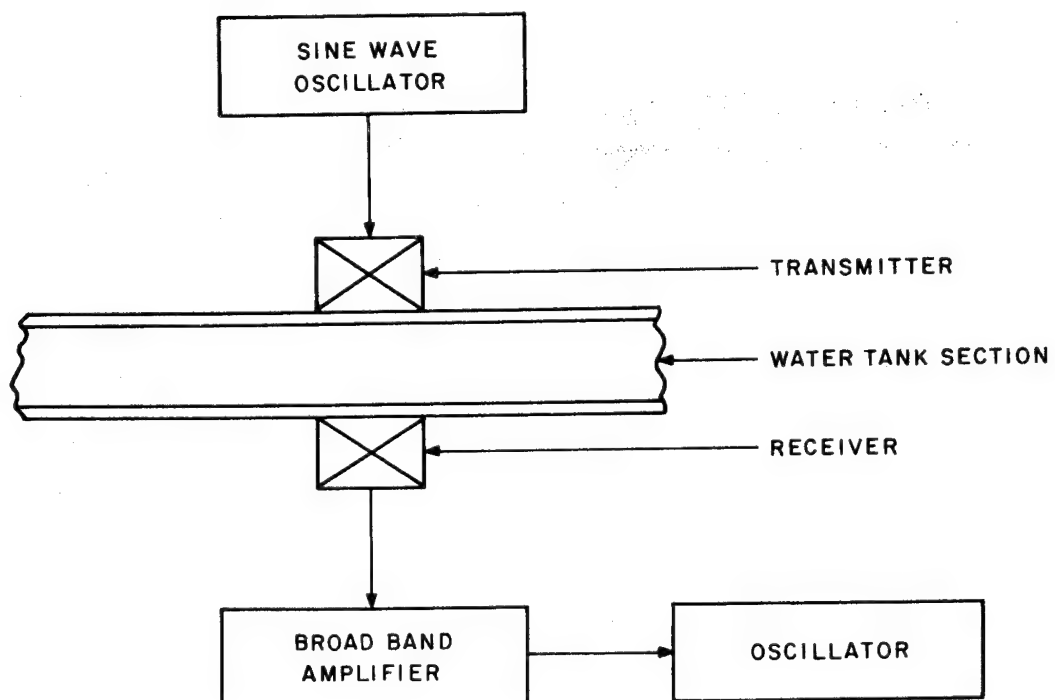 SINE WAVE
OSCILLATOR
TRANSMITTER
WATER TANK SECTION
RECEIVER
BROAD BAND
AMPLIFIER
OSCILLATOR